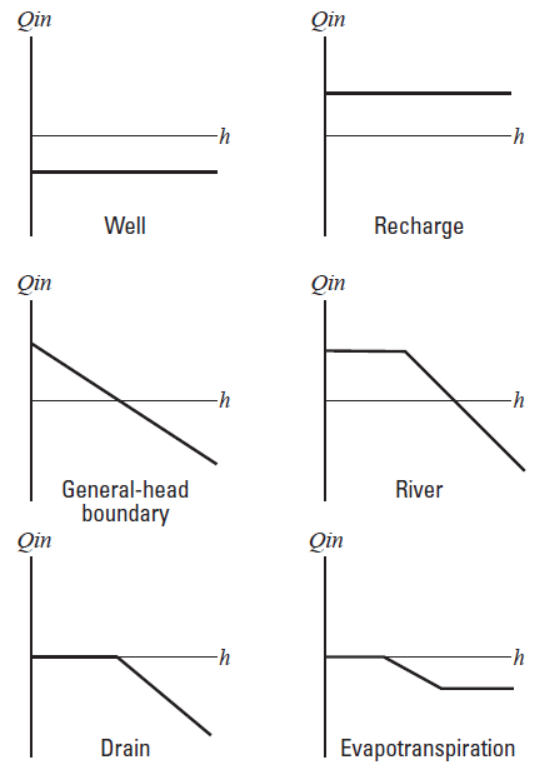 Qin
Qin
h
h
Well
Recharge
Qin
Qin
h
h
General-head
boundary
River
Qin
Qin
h
h
Drain
Evapotranspiration